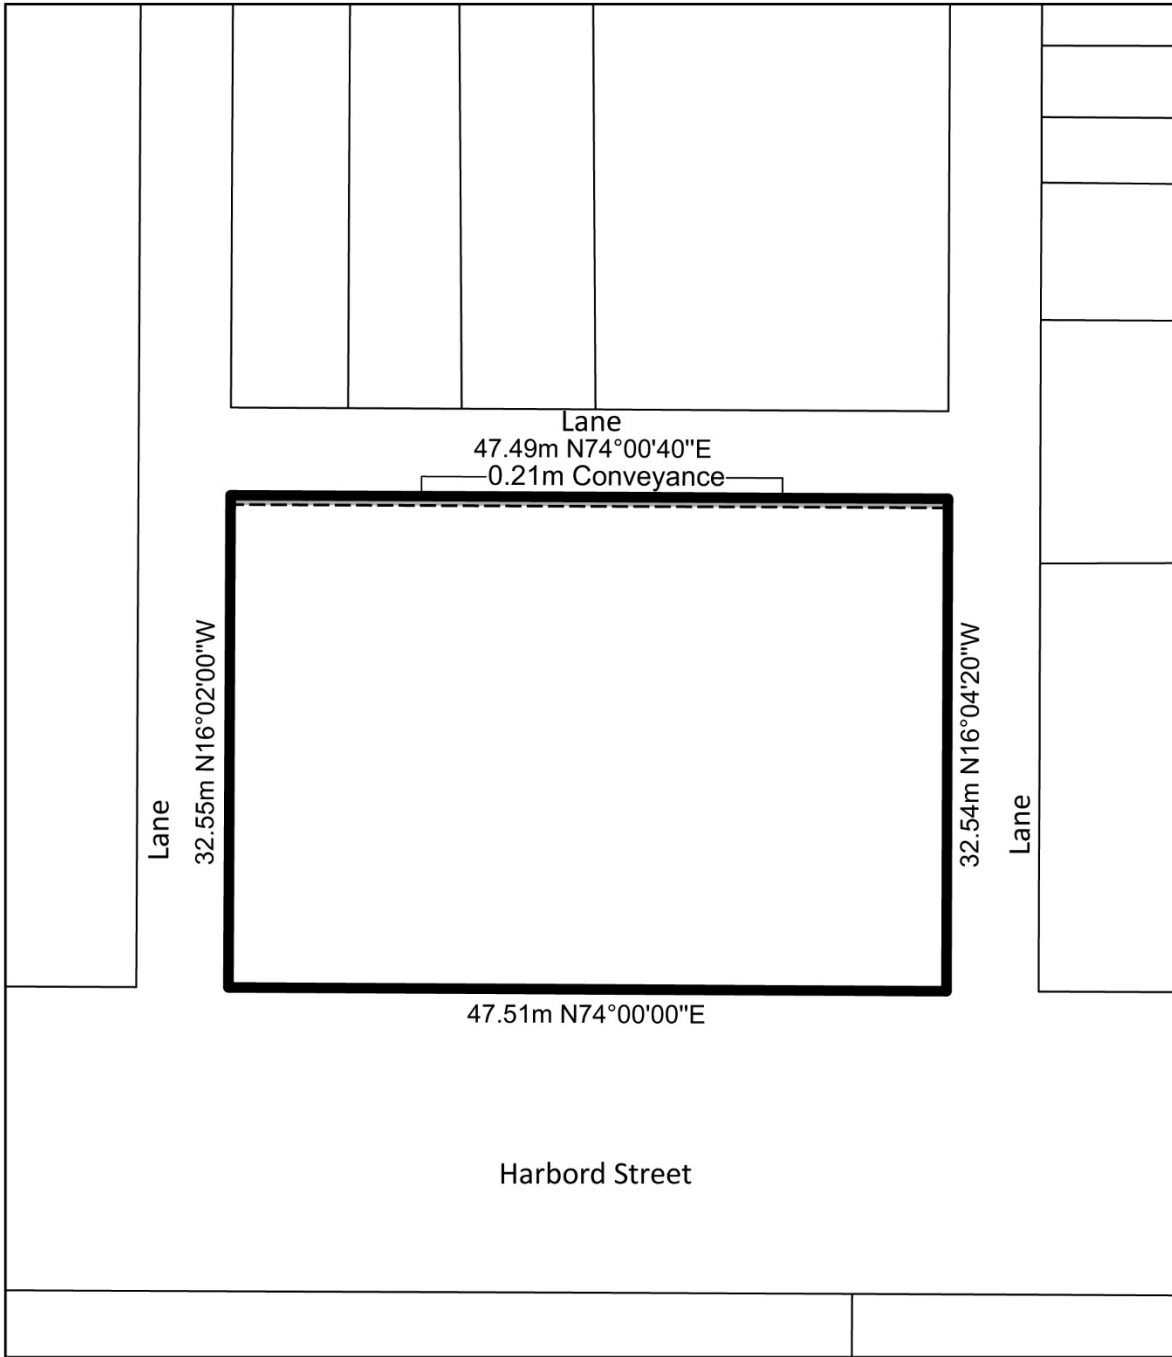 Lane
47.49m N74°00'40"E
0.21m Conveyance
32.55m N16°02'00"W
32.54m N16°04'20"W
Lane
Lane
47.51m N74°00'00"E
Harbord Street